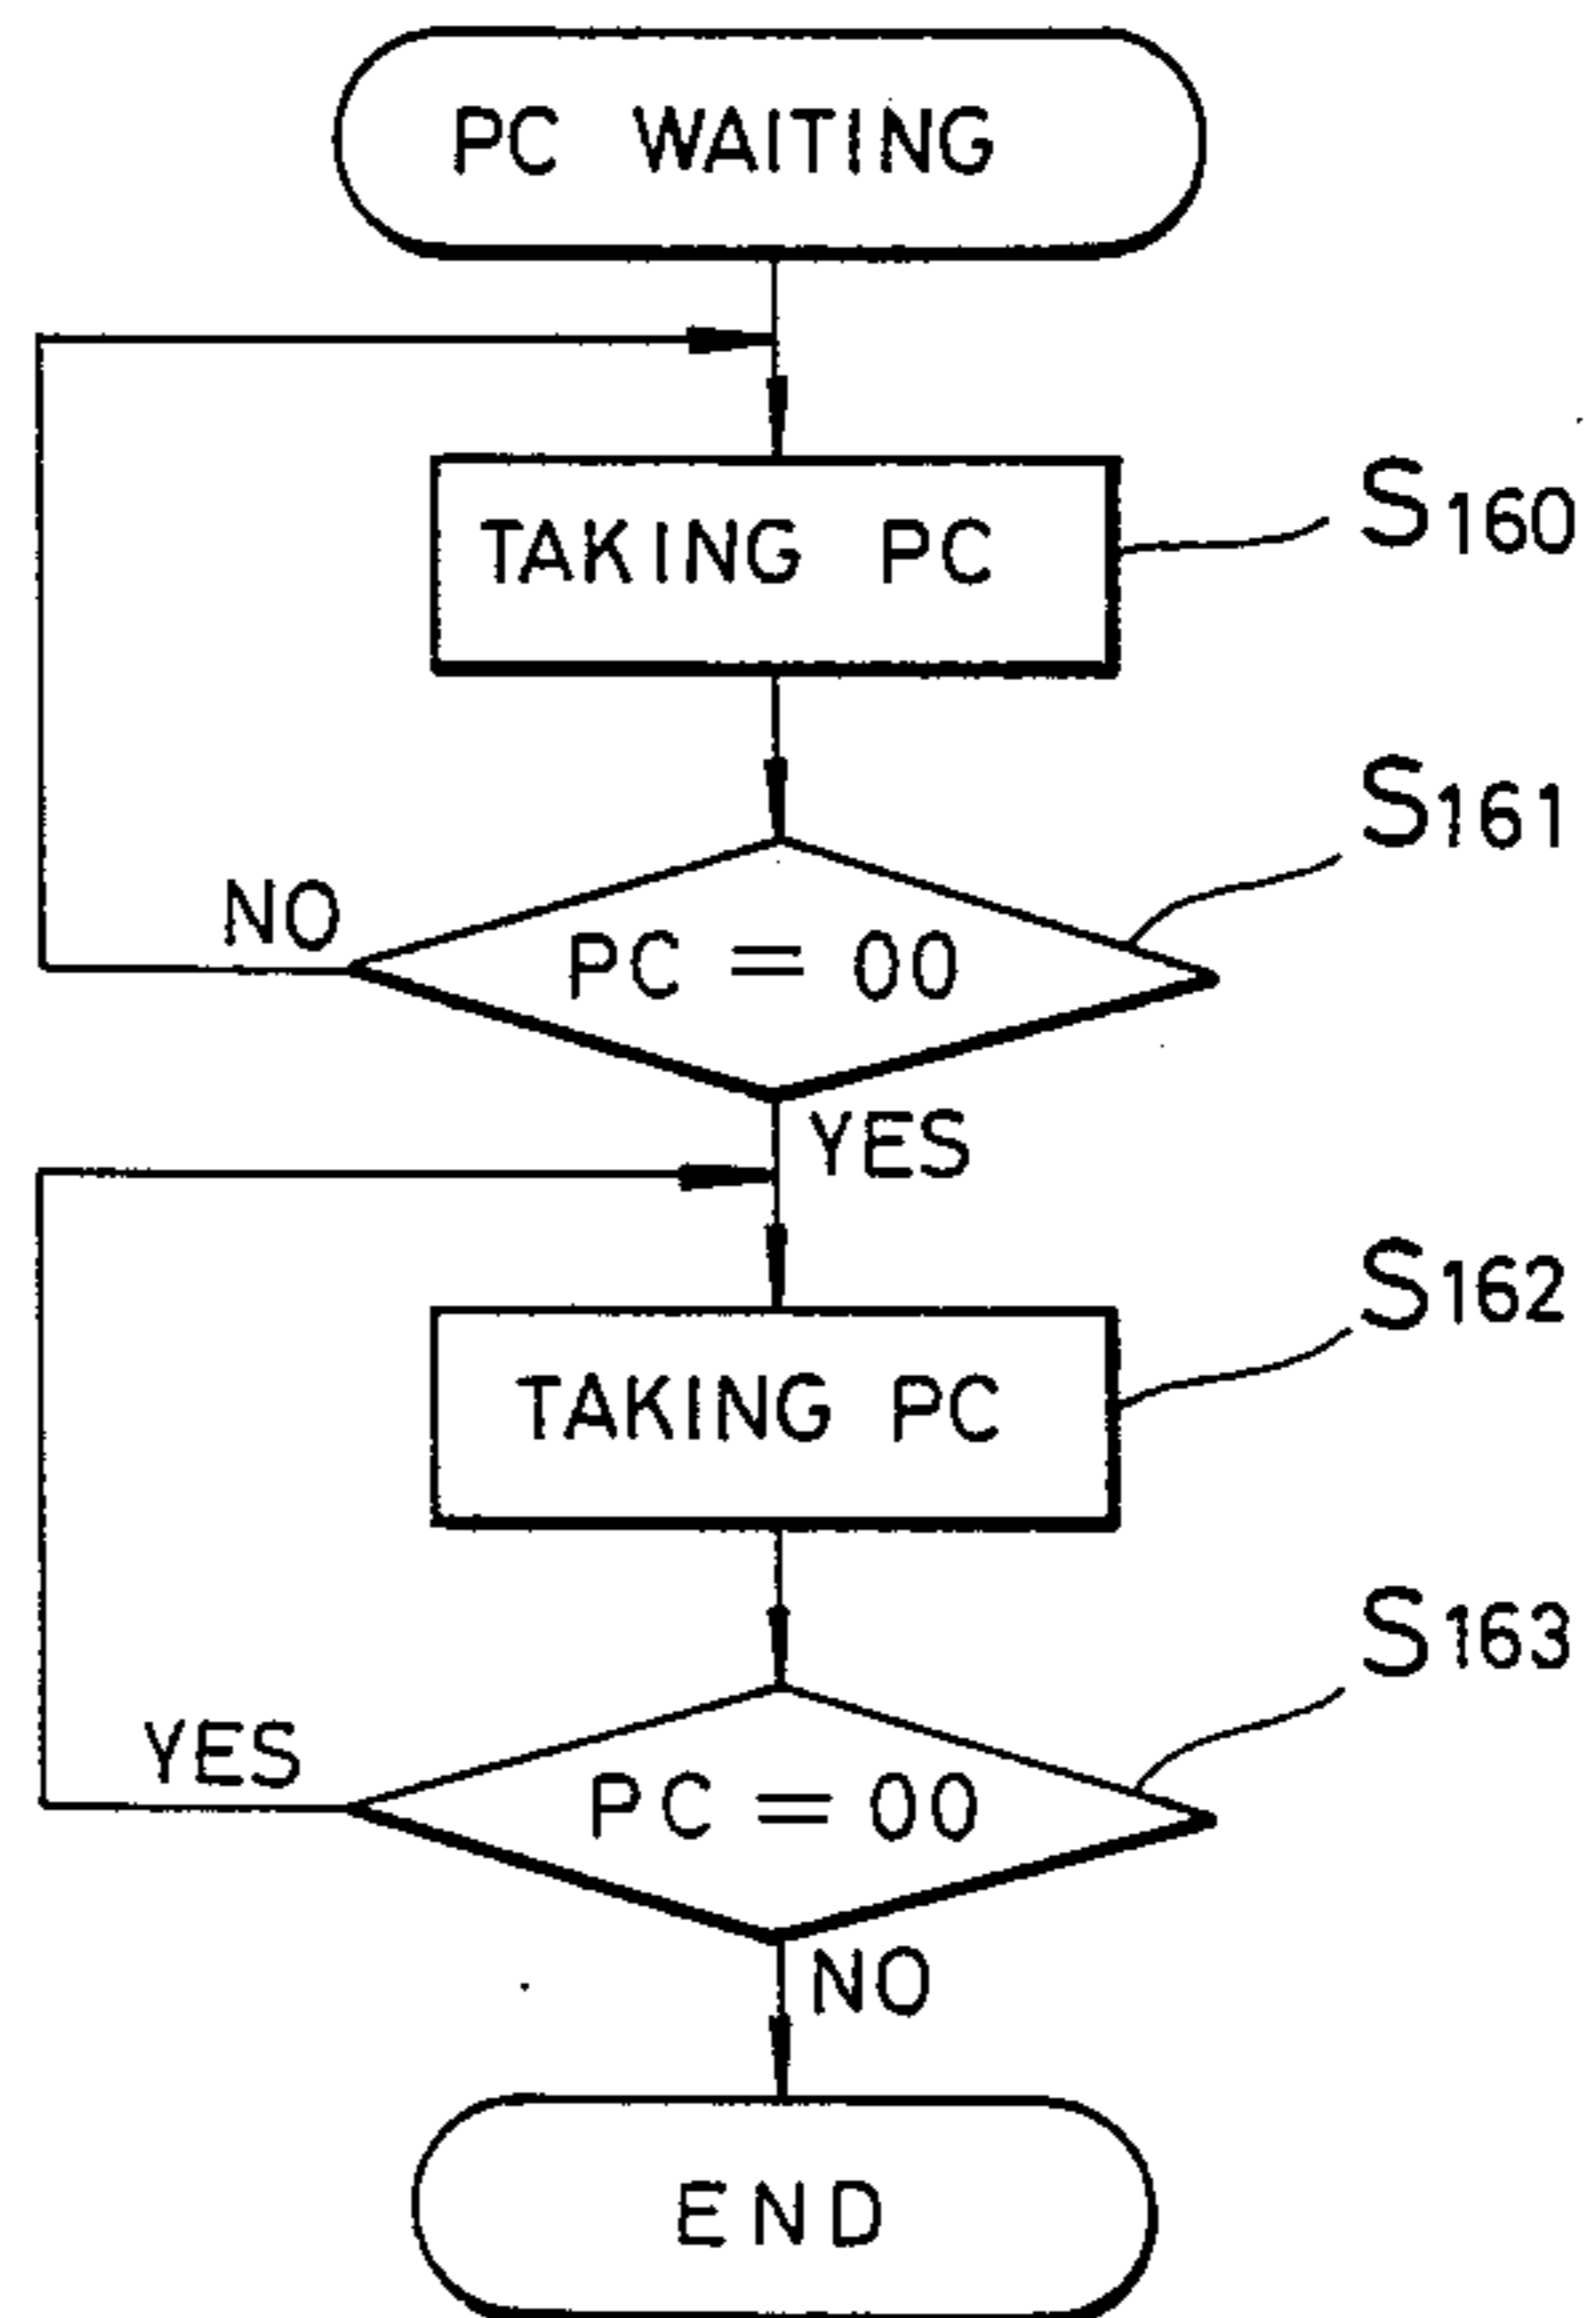 PC WAITING
TAKING PC
S160
S161
NO
PC = 00
YES
S162
TAKING PC
S163
YES
PC = 00
NO
END